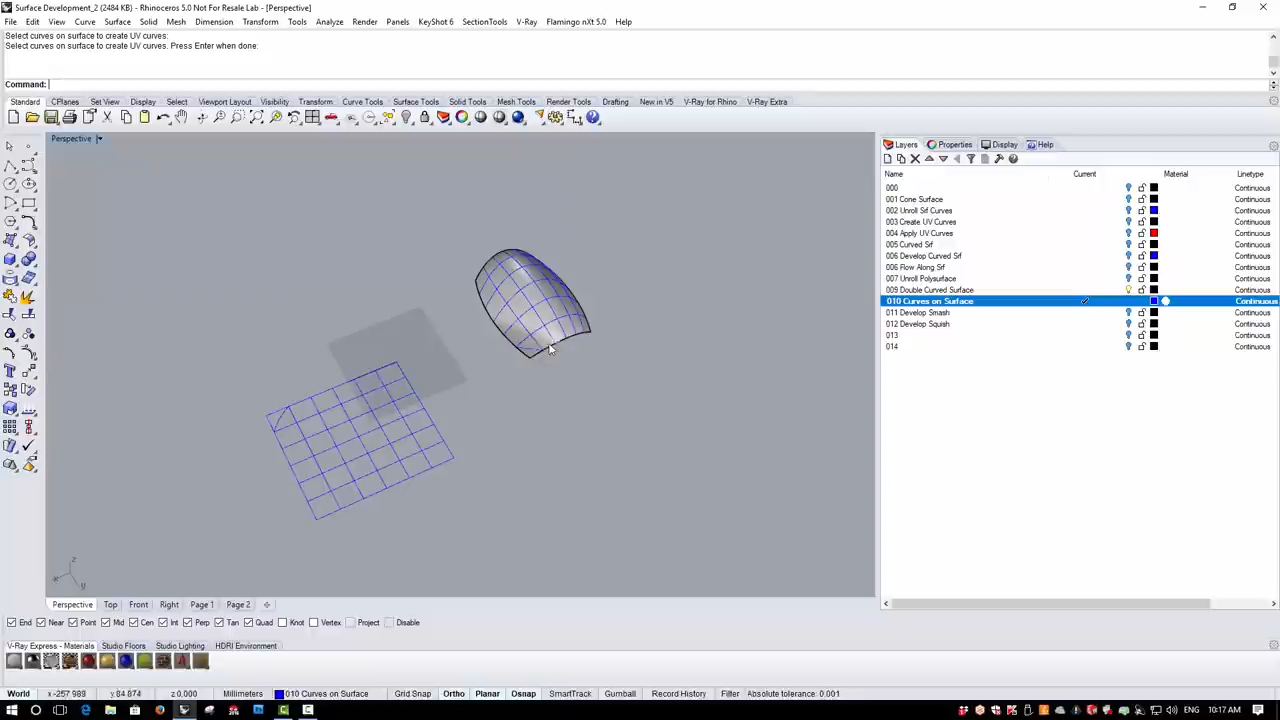 Surface Development_2 (2484 KB) - Rhinoceros 5.0 Not For Resale Lab - [Perspective]
File Edit View Curve Surface Solid Mesh Dimension Transform Tools Analyze Render Panels KeyShot 6 SectionTools V-Ray Flamingo nXt 5.0 Help
Select curves on surface to create UV curves:
Select curves on surface to create UV curves. Press Enter when done:
Command:
Standard CPlanes Set View Display Select Viewport Layout Visibility Transform Curve Tools Surface Tools Solid Tools Mesh Tools Render Tools Drafting New in V5 V-Ray for Rhino V-Ray Extra
Perspective
Layers Properties Display Help
Name Current Material Linetype
000 Continuous
001 Cone Surface Continuous
002 Unroll Srf Curves Continuous
003 Create UV Curves Continuous
004 Apply UV Curves Continuous
005 Curved Srf Continuous
006 Develop Curved Srf Continuous
006 Flow Along Srf Continuous
007 Unroll Polysurface Continuous
009 Double Curved Surface Continuous
010 Curves on Surface Continuous
011 Develop Smash Continuous
012 Develop Squish Continuous
013 Continuous
014 Continuous
z
x
y
Perspective Top Front Right Page 1 Page 2
End Near Point Mid Cen Int Perp Tan Quad Knot Vertex Project Disable
V-Ray Express - Materials Studio Floors Studio Lighting HDRI Environment
World x -257.988 y 84.874 z 0.000 Millimeters 010 Curves on Surface Grid Snap Ortho Planar Osnap SmartTrack Gumball Record History Filter Absolute tolerance: 0.001
ENG 10:17 AM